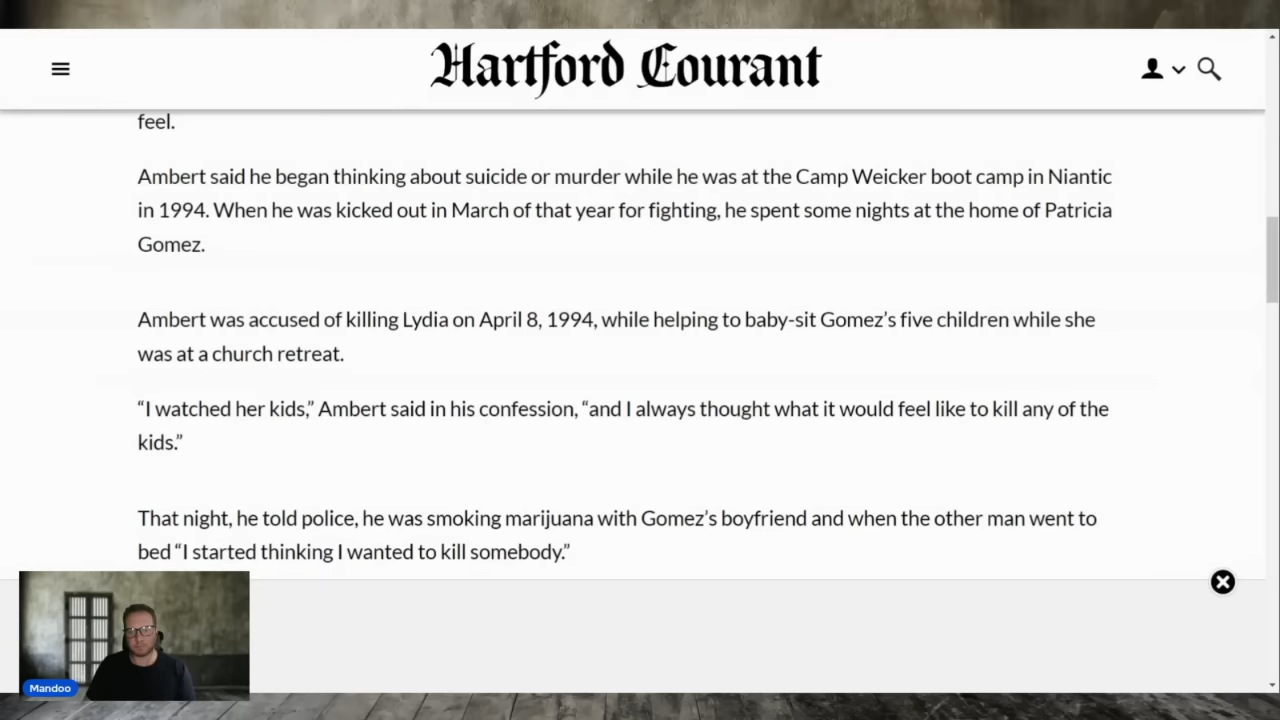 Hartford Courant
feel.
Ambert said he began thinking about suicide or murder while he was at the Camp Weicker boot camp in Niantic
in 1994. When he was kicked out in March of that year for fighting, he spent some nights at the home of Patricia
Gomez.
Ambert was accused of killing Lydia on April 8, 1994, while helping to baby-sit Gomez’s five children while she
was at a church retreat.
“I watched her kids,” Ambert said in his confession, “and I always thought what it would feel like to kill any of the
kids.”
That night, he told police, he was smoking marijuana with Gomez’s boyfriend and when the other man went to
bed “I started thinking I wanted to kill somebody.”
Mandoo